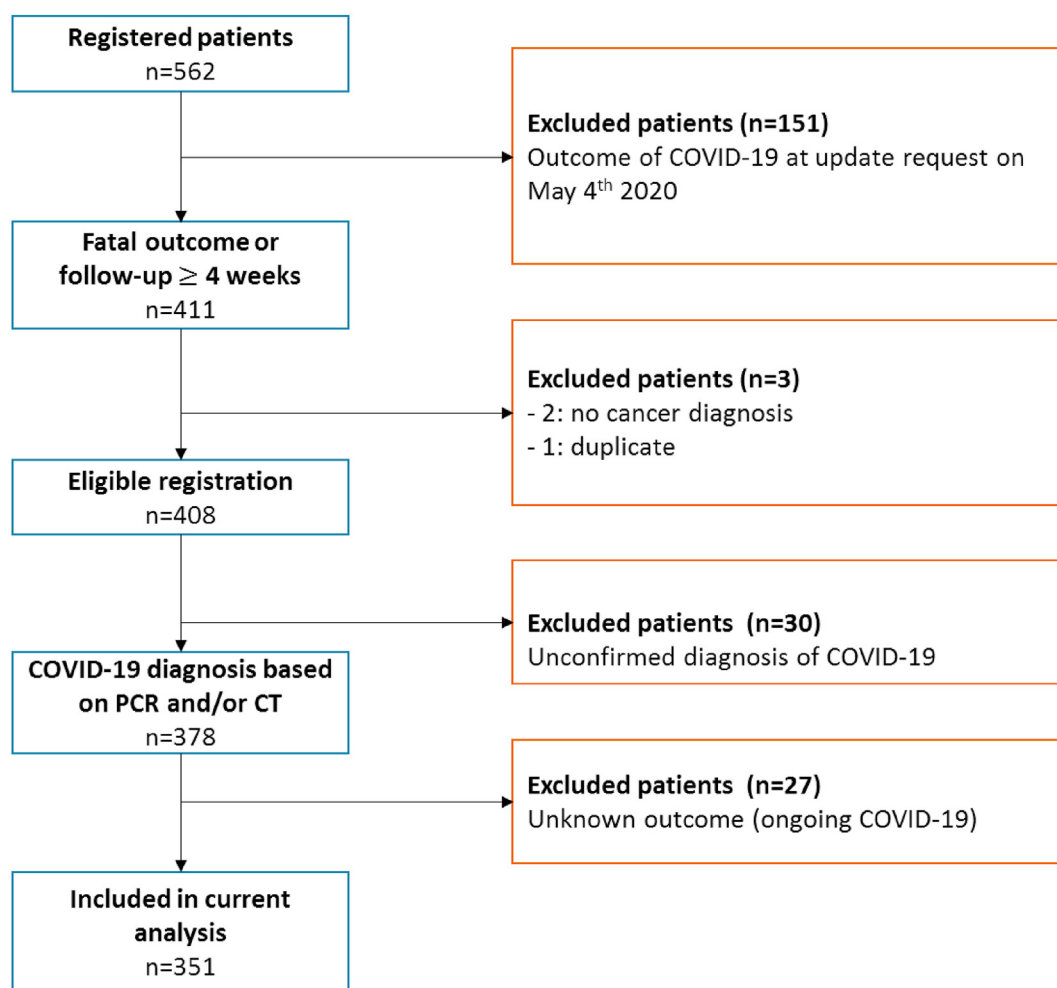 Registered patients
n=562
Excluded patients (n=151)
Outcome of COVID-19 at update request on
May 4th 2020
Fatal outcome or
follow-up ≥ 4 weeks
n=411
Excluded patients (n=3)
- 2: no cancer diagnosis
- 1: duplicate
Eligible registration
n=408
Excluded patients (n=30)
Unconfirmed diagnosis of COVID-19
COVID-19 diagnosis based
on PCR and/or CT
n=378
Excluded patients (n=27)
Unknown outcome (ongoing COVID-19)
Included in current
analysis
n=351